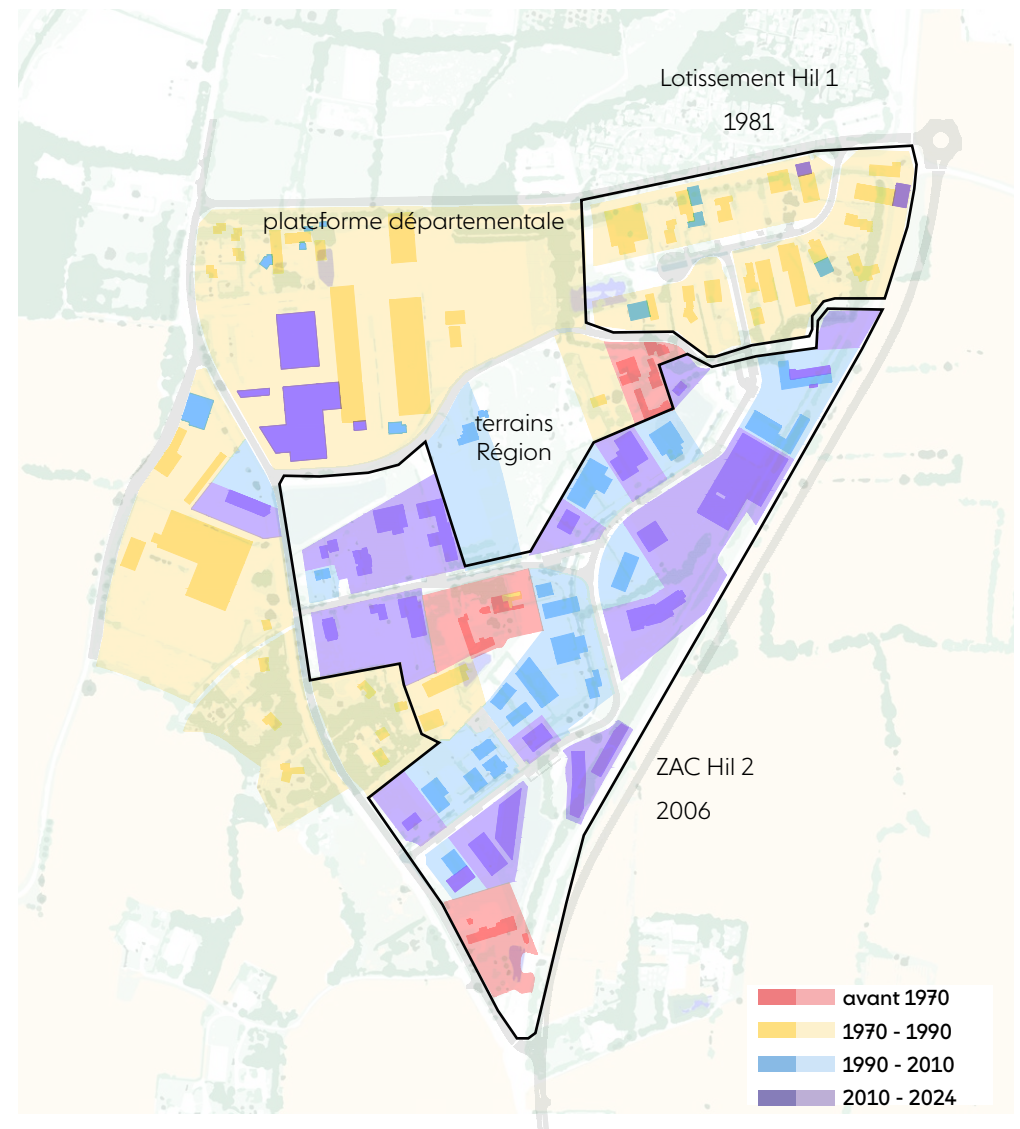 Lotissement Hil 1
1981
plateforme départementale
terrains
Région
ZAC Hil 2
2006
avant 1970
1970 - 1990
1990 - 2010
2010 - 2024